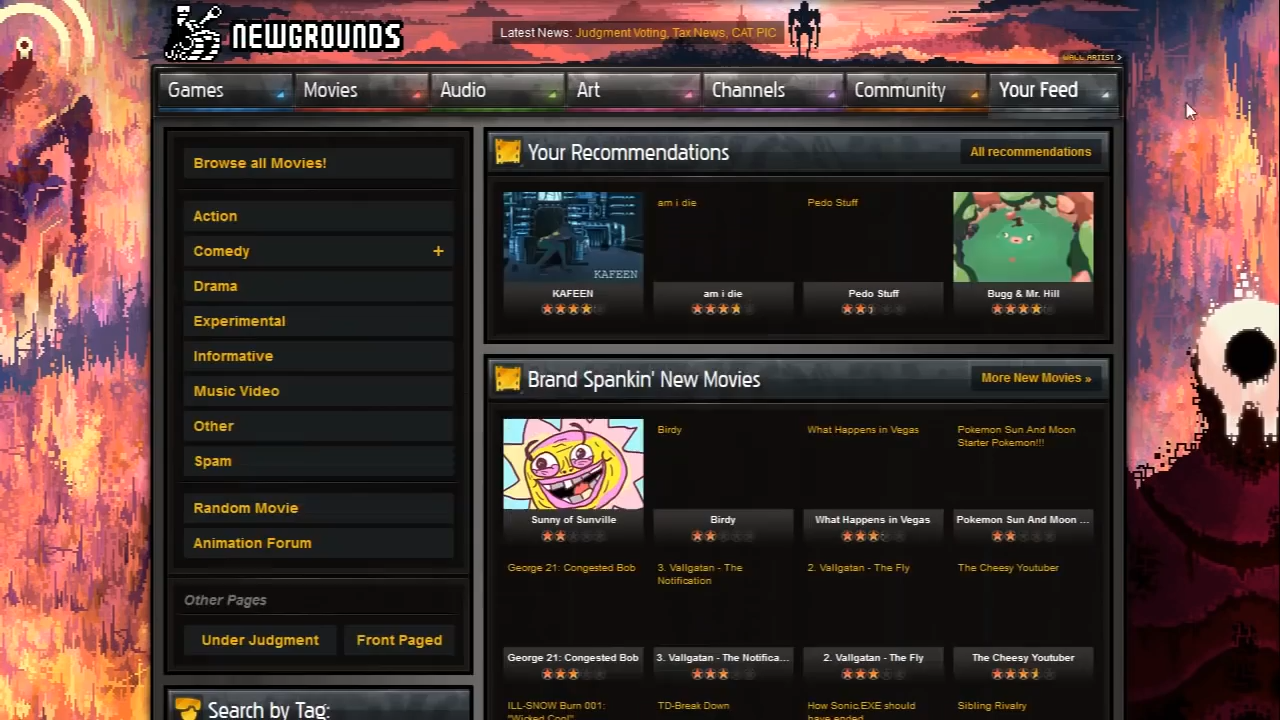 NEWGROUNDS
Latest News: Judgment Voting, Tax News, CAT PIC
WALL ARTIST >
Games
Movies
Audio
Art
Channels
Community
Your Feed
Browse all Movies!
Action
Comedy +
Drama
Experimental
Informative
Music Video
Other
Spam
Random Movie
Animation Forum
Other Pages
Under Judgment
Front Paged
Search by Tag:
Your Recommendations
All recommendations
KAFEEN
am i die
Pedo Stuff
KAFEEN
am i die
Pedo Stuff
Bugg & Mr. Hill
Brand Spankin' New Movies
More New Movies »
Birdy
What Happens in Vegas
Pokemon Sun And Moon
Starter Pokemon!!!
Sunny of Sunville
Birdy
What Happens in Vegas
Pokemon Sun And Moon ...
George 21: Congested Bob
3. Vallgatan - The
Notification
2. Vallgatan - The Fly
The Cheesy Youtuber
George 21: Congested Bob
3. Vallgatan - The Notifica...
2. Vallgatan - The Fly
The Cheesy Youtuber
ILL-SNOW Burn 001:
"Wicked Cool"
TD-Break Down
How Sonic.EXE should
have ended
Sibling Rivalry